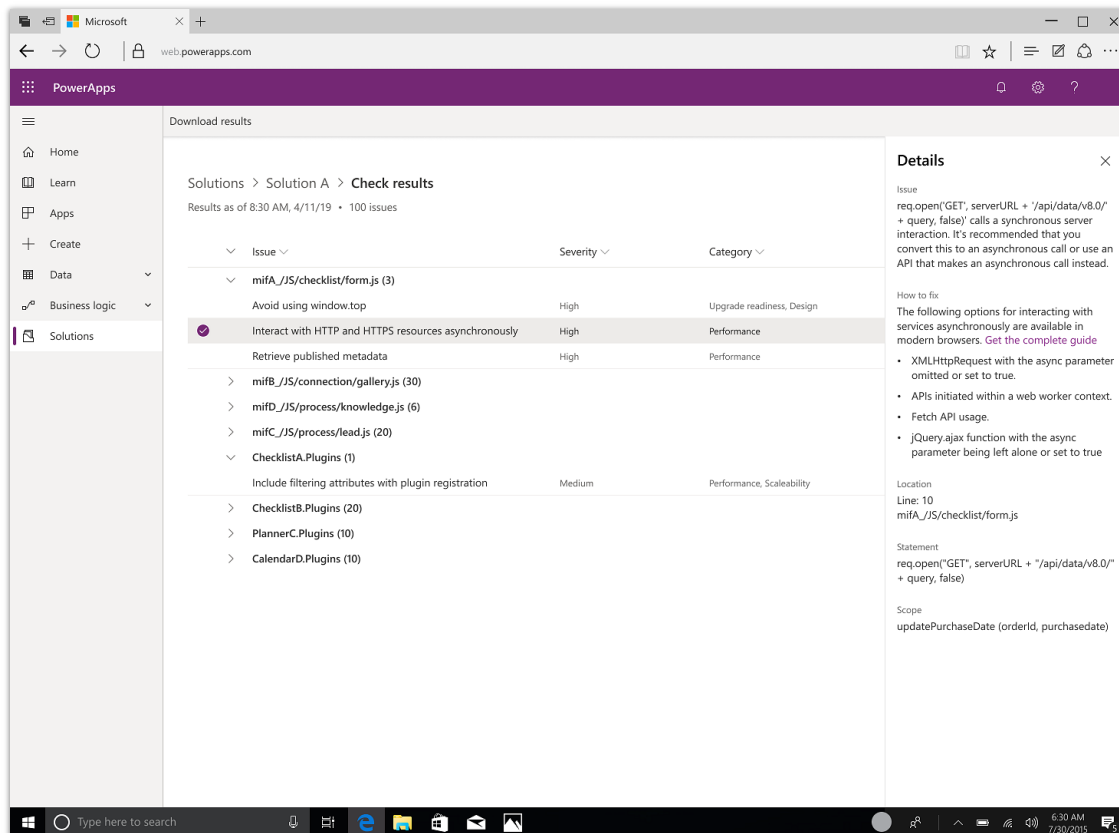 Microsoft
web.powerapps.com
PowerApps
Download results
Home
Learn
Apps
Create
Data
Business logic
Solutions
Solutions > Solution A > Check results
Results as of 8:30 AM, 4/11/19 • 100 issues
Issue Severity Category
mifA_/JS/checklist/form.js (3)
Avoid using window.top High Upgrade readiness, Design
Interact with HTTP and HTTPS resources asynchronously High Performance
Retrieve published metadata High Performance
mifB_/JS/connection/gallery.js (30)
mifD_/JS/process/knowledge.js (6)
mifC_/JS/process/lead.js (20)
ChecklistA.Plugins (1)
Include filtering attributes with plugin registration Medium Performance, Scaleability
ChecklistB.Plugins (20)
PlannerC.Plugins (10)
CalendarD.Plugins (10)
Details
Issue
req.open('GET', serverURL + '/api/data/v8.0/'
+ query, false)' calls a synchronous server
interaction. It's recommended that you
convert this to an asynchronous call or use an
API that makes an asynchronous call instead.
How to fix
The following options for interacting with
services asynchronously are available in
modern browsers. Get the complete guide
• XMLHttpRequest with the async parameter
omitted or set to true.
• APIs initiated within a web worker context.
• Fetch API usage.
• jQuery.ajax function with the async
parameter being left alone or set to true
Location
Line: 10
mifA_/JS/checklist/form.js
Statement
req.open("GET", serverURL + "/api/data/v8.0/"
+ query, false)
Scope
updatePurchaseDate (orderId, purchasedate)
Type here to search
6:30 AM
7/30/2015